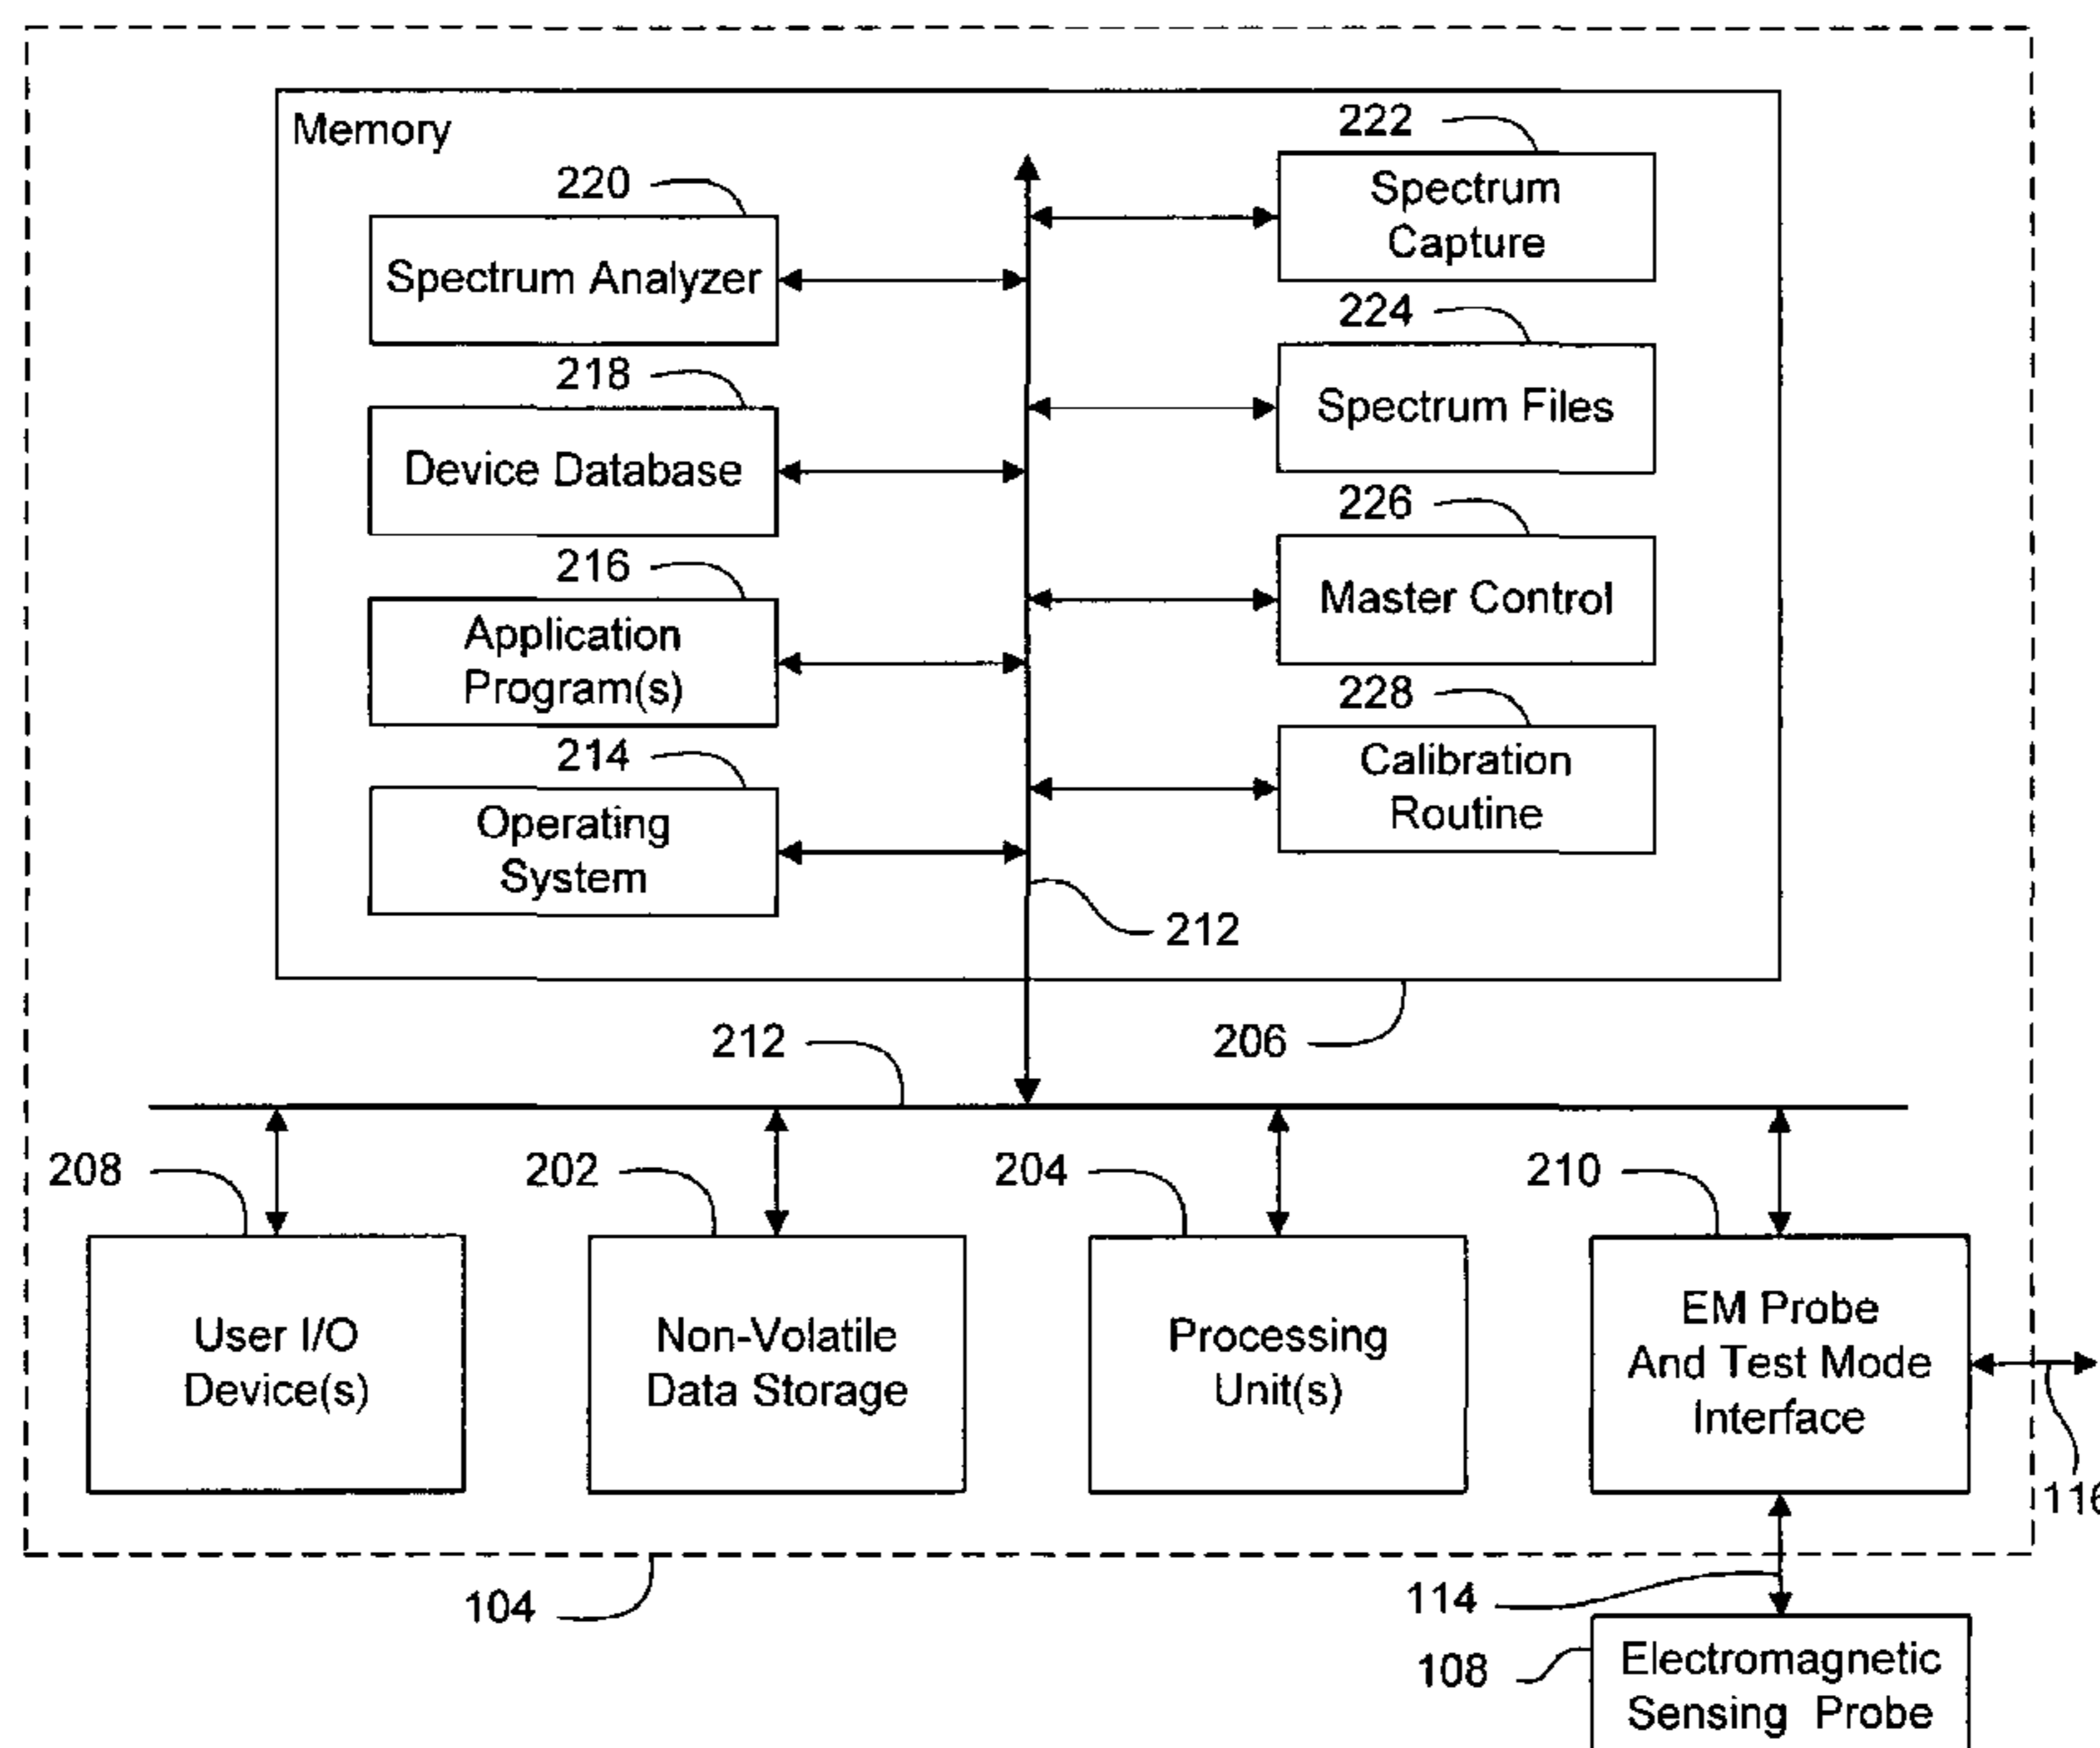 Memory
220
222
Spectrum Analyzer
Spectrum
Capture
218
224
Device Database
Spectrum Files
216
226
Application
Program(s)
Master Control
214
228
Operating
System
Calibration
Routine
212
212
206
208
202
204
210
User I/O
Device(s)
Non-Volatile
Data Storage
Processing
Unit(s)
EM Probe
And Test Mode
Interface
116
104
114
108
Electromagnetic
Sensing Probe